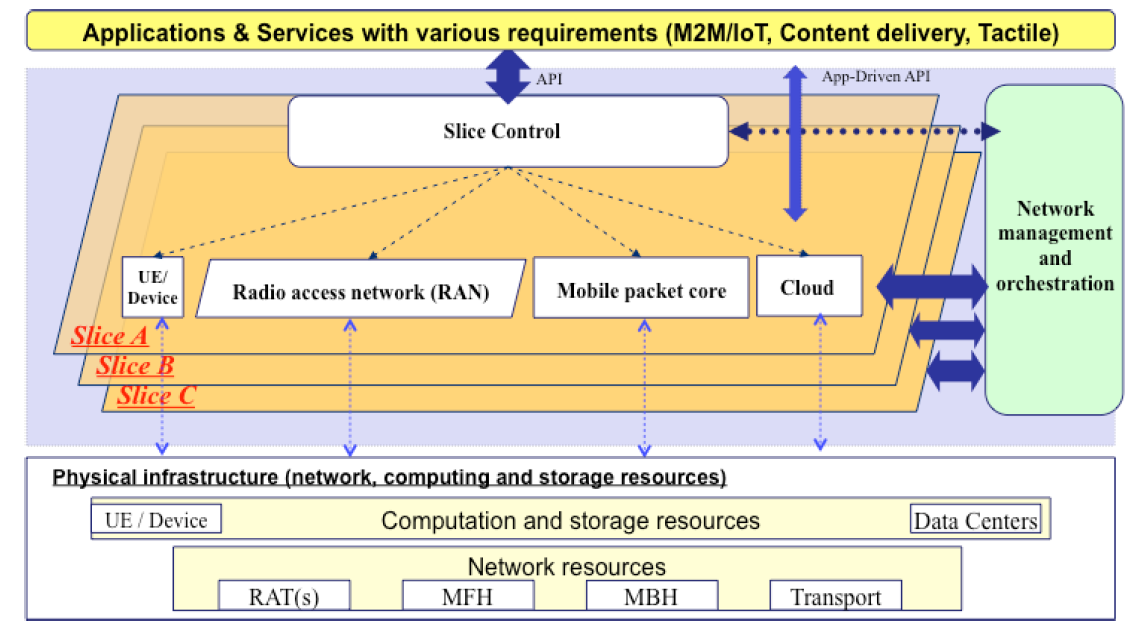 Applications & Services with various requirements (M2M/IoT, Content delivery, Tactile)
API
App-Driven API
Slice Control
Network
management
and
orchestration
UE/
Device
Radio access network (RAN)
Mobile packet core
Cloud
Slice A
Slice B
Slice C
Physical infrastructure (network, computing and storage resources)
UE / Device
Computation and storage resources
Data Centers
Network resources
RAT(s)
MFH
MBH
Transport